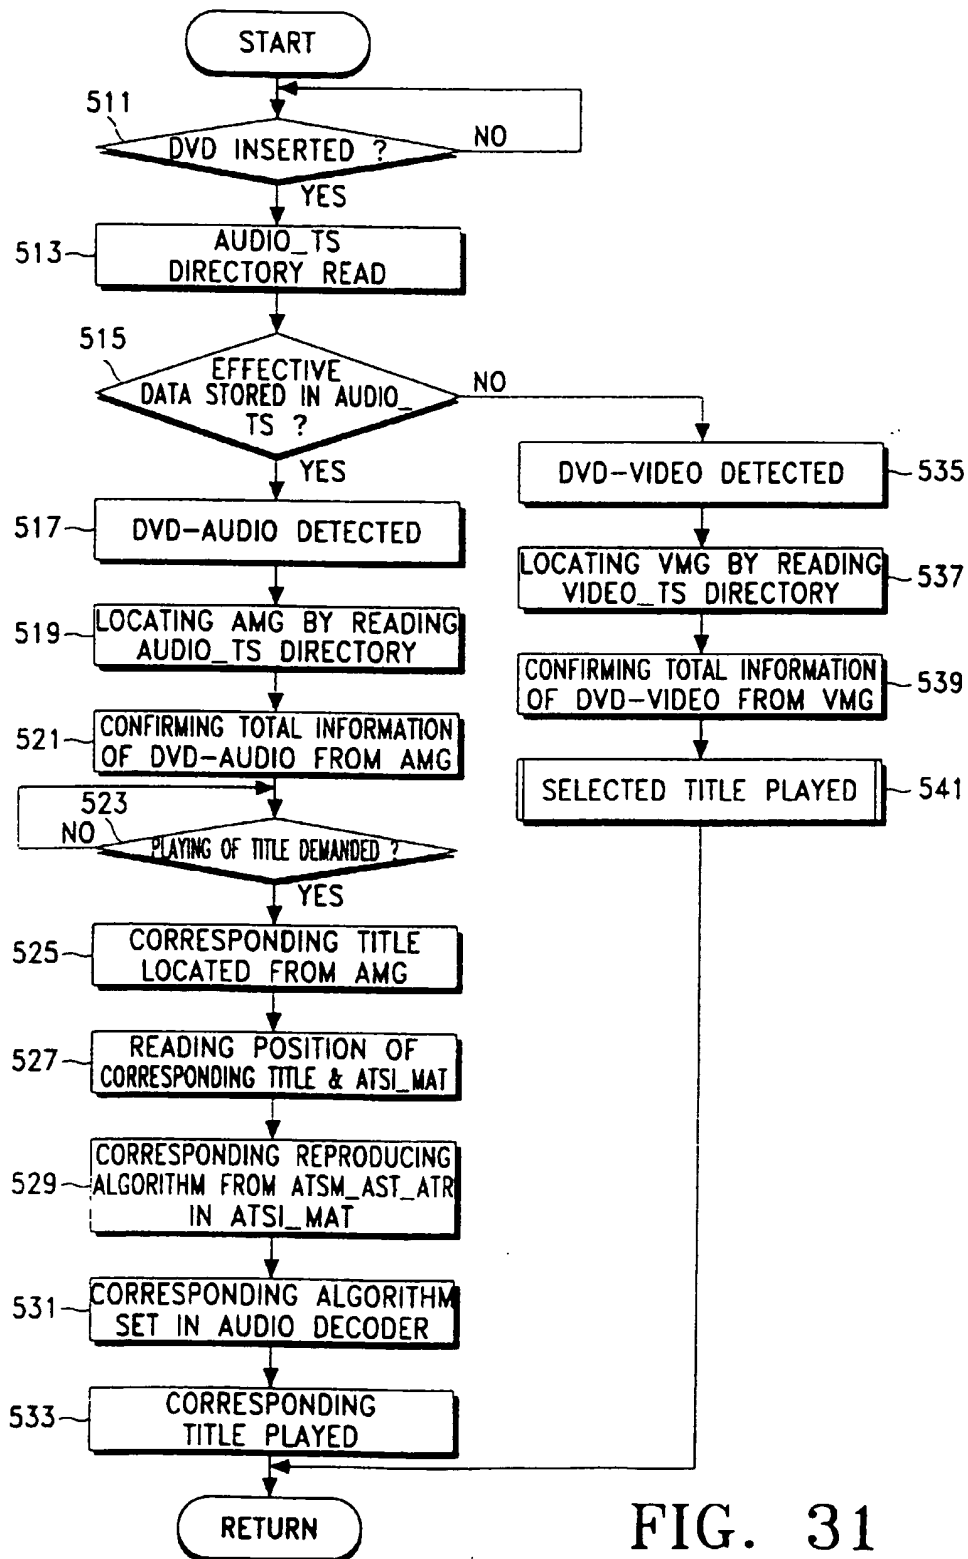 START
511
DVD INSERTED ?
NO
YES
513
AUDIO_TS
DIRECTORY READ
515
EFFECTIVE
DATA STORED IN AUDIO_
TS ?
NO
YES
517
DVD-AUDIO DETECTED
519
LOCATING AMG BY READING
AUDIO_TS DIRECTORY
521
CONFIRMING TOTAL INFORMATION
OF DVD-AUDIO FROM AMG
523
NO
PLAYING OF TITLE DEMANDED ?
YES
525
CORRESPONDING TITLE
LOCATED FROM AMG
527
READING POSITION OF
CORRESPONDING TITLE & ATSI_MAT
529
CORRESPONDING REPRODUCING
ALGORITHM FROM ATSM_AST_ATR
IN ATSI_MAT
531
CORRESPONDING ALGORITHM
SET IN AUDIO DECODER
533
CORRESPONDING
TITLE PLAYED
RETURN
DVD-VIDEO DETECTED
535
LOCATING VMG BY READING
VIDEO_TS DIRECTORY
537
CONFIRMING TOTAL INFORMATION
OF DVD-VIDEO FROM VMG
539
SELECTED TITLE PLAYED
541
FIG. 31